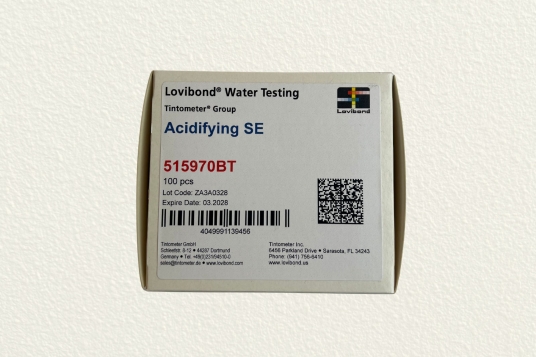 Lovibond® Water Testing
Tintometer® Group
Lovibond
Acidifying SE
515970BT
100 pcs
Lot Code: ZA3A0328
Expire Date: 03.2028
4049991139456
Tintometer GmbH
Schleefstr. 8-12 • 44287 Dortmund
Germany • Tel. +49(0)231/94510-0
sales@tintometer.de • www.lovibond.com
Tintometer Inc.
6456 Parkland Drive • Sarasota, FL 34243
Phone: (941) 756-6410
www.lovibond.us